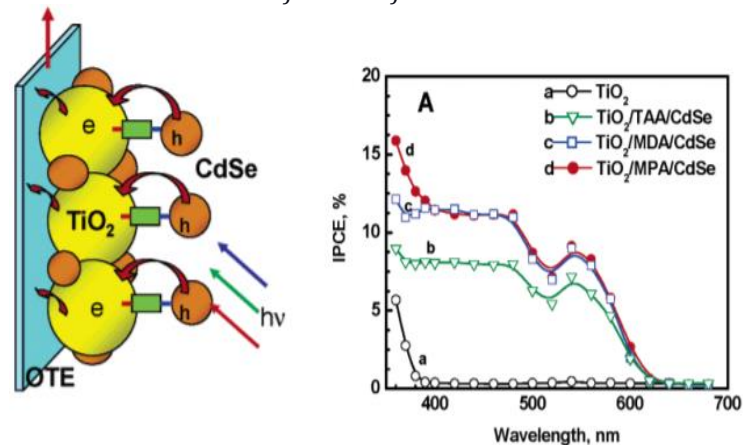 e
h
CdSe
TiO₂
h
e
h
hν
OTE
A
a TiO₂
b TiO₂/TAA/CdSe
c TiO₂/MDA/CdSe
d TiO₂/MPA/CdSe
d
c
b
a
20
15
10
5
0
IPCE, %
400 500 600 700
Wavelength, nm